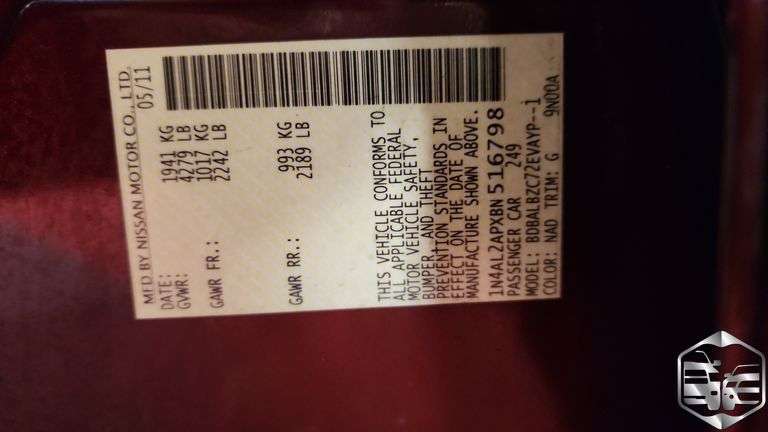 MFD BY NISSAN MOTOR CO., LTD.
DATE: 05/11
GVWR: 1941 KG
4279 LB
GAWR FR.: 1017 KG
2242 LB
GAWR RR.: 993 KG
2189 LB
THIS VEHICLE CONFORMS TO
ALL APPLICABLE FEDERAL
MOTOR VEHICLE SAFETY,
BUMPER, AND THEFT
PREVENTION STANDARDS IN
EFFECT ON THE DATE OF
MANUFACTURE SHOWN ABOVE.
1N4AL2APXBN516798
PASSENGER CAR 249
MODEL: BDBALBZC72EVAYP--1
COLOR: NAD TRIM: G 9N00A